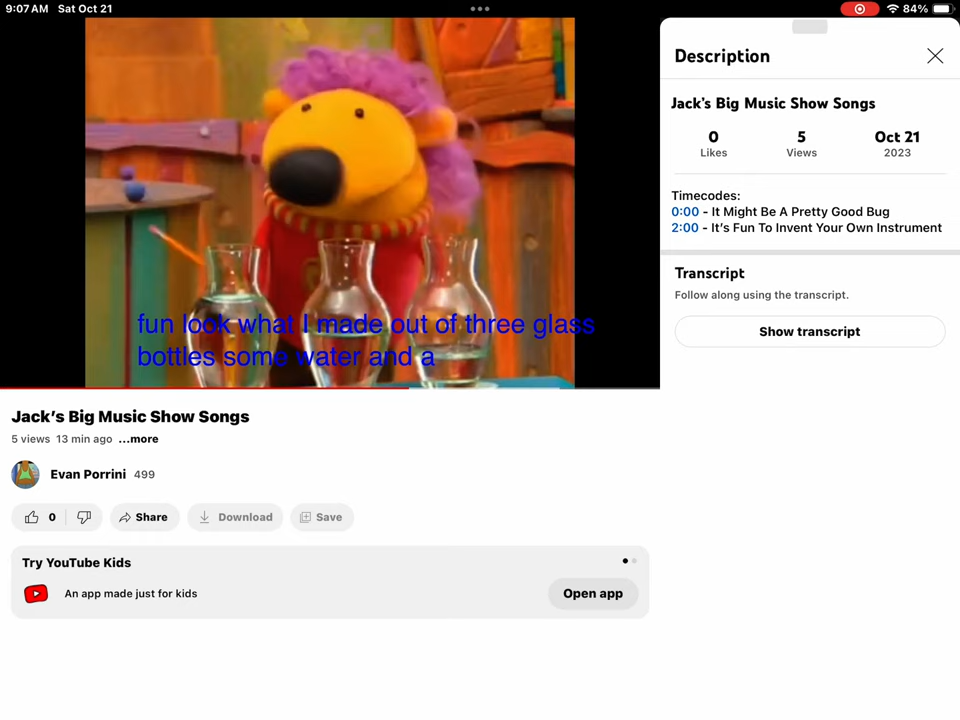 9:07 AM Sat Oct 21
84%
Description
Jack's Big Music Show Songs
0 5 Oct 21
Likes Views 2023
Timecodes:
0:00 - It Might Be A Pretty Good Bug
2:00 - It's Fun To Invent Your Own Instrument
Transcript
Follow along using the transcript.
Show transcript
fun look what I made out of three glass
bottles some water and a
Jack's Big Music Show Songs
5 views 13 min ago ...more
Evan Porrini 499
0 Share Download Save
Try YouTube Kids
An app made just for kids
Open app